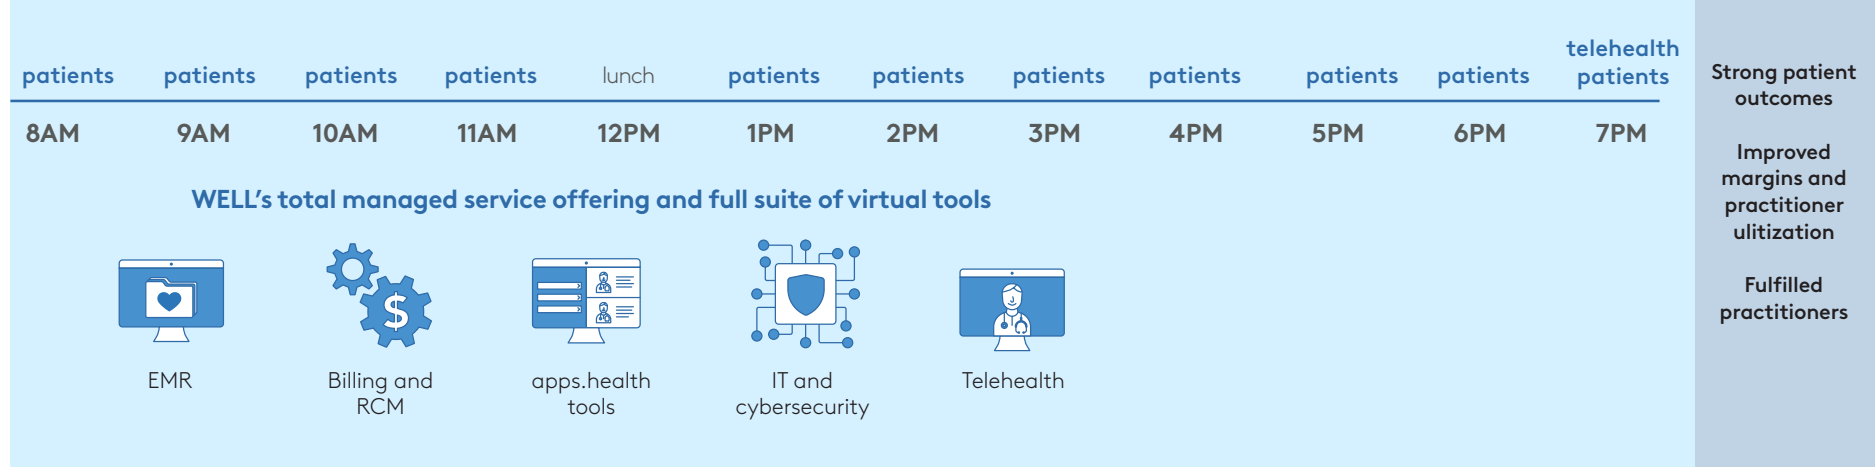 patients patients patients patients lunch patients patients patients patients patients patients telehealth
patients
8AM 9AM 10AM 11AM 12PM 1PM 2PM 3PM 4PM 5PM 6PM 7PM
WELL's total managed service offering and full suite of virtual tools
$
EMR
Billing and
RCM
apps.health
tools
IT and
cybersecurity
Telehealth
Strong patient
outcomes
Improved
margins and
practitioner
ulitization
Fulfilled
practitioners